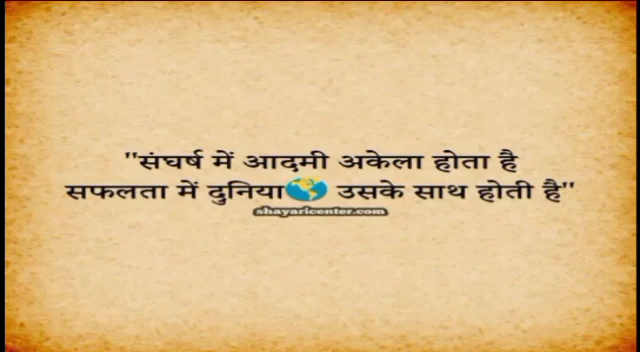 "संघर्ष में आदमी अकेला होता है
सफलता में दुनिया🌎 उसके साथ होती है"
shayaricenter.com